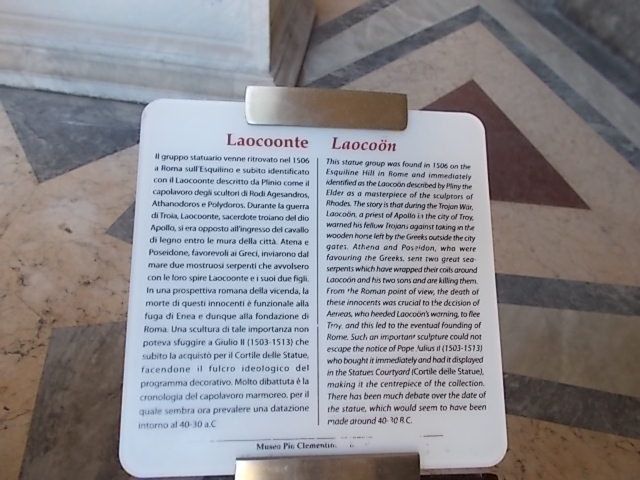 Laocoonte
Il gruppo statuario venne ritrovato nel 1506
a Roma sull'Esquilino e subito identificato
con il Laocoonte descritto da Plinio come il
capolavoro degli scultori di Rodi Agesandros,
Athanodoros e Polydoros. Durante la guerra
di Troia, Laocoonte, sacerdote troiano del dio
Apollo, si era opposto all'ingresso del cavallo
di legno entro le mura della città. Atena e
Poseidone, favorevoli ai Greci, inviarono dal
mare due mostruosi serpenti che avvolsero
con le loro spire Laocoonte e i suoi due figli.
In una prospettiva romana della vicenda, la
morte di questi innocenti è funzionale alla
fuga di Enea e dunque alla fondazione di
Roma. Una scultura di tale importanza non
poteva sfuggire a Giulio II (1503-1513) che
subito la acquistò per il Cortile delle Statue,
facendone il fulcro ideologico del
programma decorativo. Molto dibattuta è la
cronologia del capolavoro marmoreo, per il
quale sembra ora prevalere una datazione
intorno al 40-30 a.C
Laocoön
This statue group was found in 1506 on the
Esquiline Hill in Rome and immediately
identified as the Laocoön described by Pliny the
Elder as a masterpiece of the sculptors of
Rhodes. The story is that during the Trojan War,
Laocoön, a priest of Apollo in the city of Troy,
warned his fellow Trojans against taking in the
wooden horse left by the Greeks outside the city
gates. Athena and Poseidon, who were
favouring the Greeks, sent two great sea-
serpents which have wrapped their coils around
Laocoön and his two sons and are killing them.
From the Roman point of view, the death of
these innocents was crucial to the decision of
Aeneas, who heeded Laocoön's warning, to flee
Troy, and this led to the eventual founding of
Rome. Such an important sculpture could not
escape the notice of Pope Julius II (1503-1513)
who bought it immediately and had it displayed
in the Statues Courtyard (Cortile delle Statue),
making it the centrepiece of the collection.
There has been much debate over the date of
the statue, which would seem to have been
made around 40-30 B.C.
Museo Pio Clementin